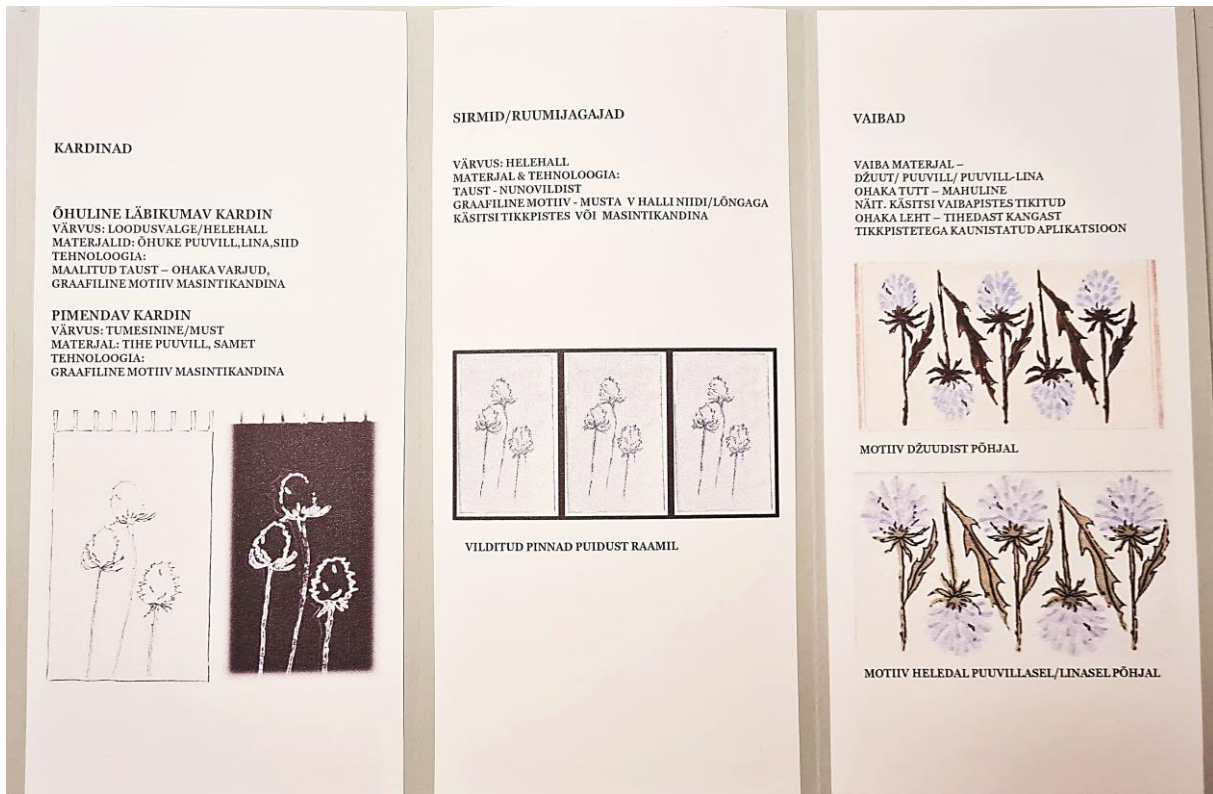 KARDINAD
ÕHULINE LÄBIKUMAV KARDIN
VÄRVUS: LOODUSVALGE/HELEHALL
MATERJALID: ÕHUKE PUUVILL,LINA,SIID
TEHNOLOOGIA:
MAALITUD TAUST – OHAKA VARJUD,
GRAAFILINE MOTIIV MASINTIKANDINA
PIMENDAV KARDIN
VÄRVUS: TUMESININE/MUST
MATERJAL: TIHE PUUVILL, SAMET
TEHNOLOOGIA:
GRAAFILINE MOTIIV MASINTIKANDINA
SIRMID/RUUMIJAGAJAD
VÄRVUS: HELEHALL
MATERJAL & TEHNOLOOGIA:
TAUST - NUNOVILDIST
GRAAFILINE MOTIIV - MUSTA V HALLI NIIDI/LÕNGAGA
KÄSITSI TIKKPISTES VÕI MASINTIKANDINA
VILDITUD PINNAD PUIDUST RAAMIL
VAIBAD
VAIBA MATERJAL –
DŽUUT/ PUUVILL/ PUUVILL-LINA
OHAKA TUTT – MAHULINE
NÄIT. KÄSITSI VAIBAPISTES TIKITUD
OHAKA LEHT – TIHEDAST KANGAST
TIKKPISTETEGA KAUNISTATUD APLIKATSIOON
MOTIIV DŽUUDIST PÕHJAL
MOTIIV HELEDAL PUUVILLASEL/LINASEL PÕHJAL